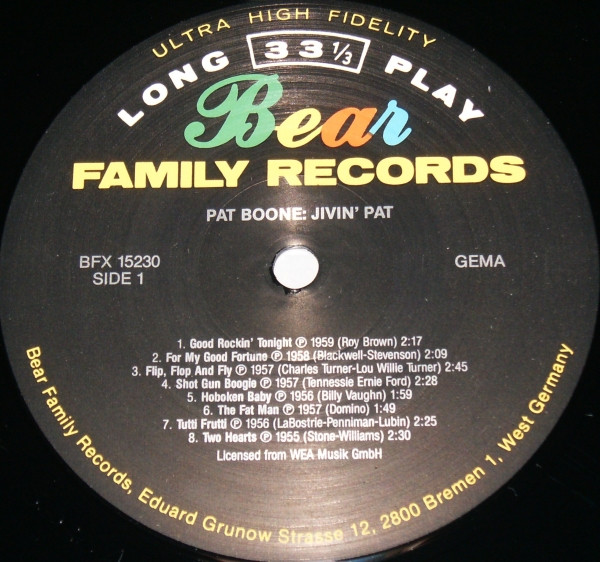 ULTRA HIGH FIDELITY
LONG 33 1/3 PLAY
Bear
FAMILY RECORDS
PAT BOONE: JIVIN' PAT
BFX 15230
SIDE 1
GEMA
1. Good Rockin' Tonight ℗ 1959 (Roy Brown) 2:17
2. For My Good Fortune ℗ 1958 (Blackwell-Stevenson) 2:09
3. Flip, Flop And Fly ℗ 1957 (Charles Turner-Lou Willie Turner) 2:45
4. Shot Gun Boogie ℗ 1957 (Tennessie Ernie Ford) 2:28
5. Hoboken Baby ℗ 1956 (Billy Vaughn) 1:59
6. The Fat Man ℗ 1957 (Domino) 1:49
7. Tutti Frutti ℗ 1956 (LaBostrie-Penniman-Lubin) 2:25
8. Two Hearts ℗ 1955 (Stone-Williams) 2:30
Licensed from WEA Musik GmbH
Bear Family Records, Eduard Grunow Strasse 12, 2800 Bremen 1, West Germany